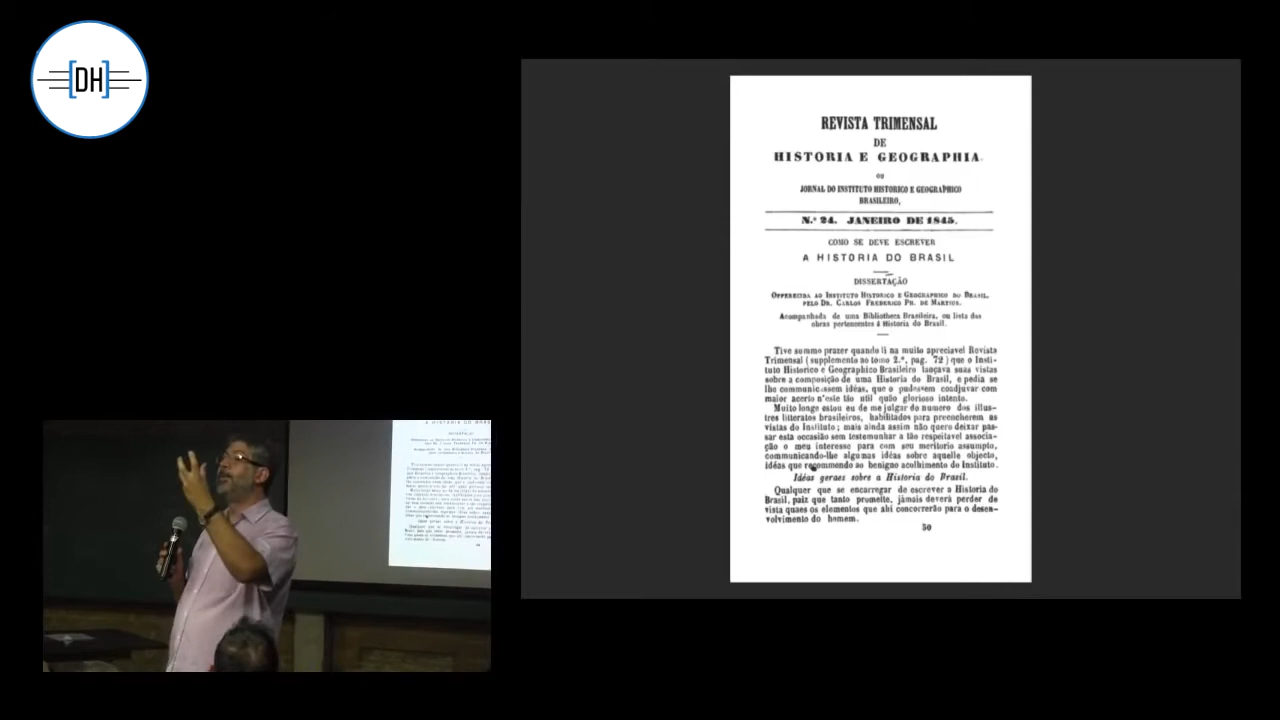 [DH]
REVISTA TRIMENSAL
DE
HISTORIA E GEOGRAPHIA
OU
JORNAL DO INSTITUTO HISTORICO E GEOGRAPHICO
BRASILEIRO,
N.º 24. JANEIRO DE 1845.
COMO SE DEVE ESCREVER
A HISTORIA DO BRASIL
DISSERTAÇÃO
OFFERECIDA AO INSTITUTO HISTORICO E GEOGRAPHICO DO BRASIL,
PELO DR. CARLOS FREDERICO PH. DE MARTIUS.
Acompanhada de uma Bibliotheca Brasileira, ou lista das
obras pertencentes á Historia do Brasil.
Tive summo prazer quando li na muito apreciavel Revista
Trimensal (supplemento ao tomo 2.º, pag. 72) que o Insti-
tuto Historico e Geographico Brasileiro lançava suas vistas
sobre a composição de uma Historia do Brasil, e pedia se
lhe communicassem idéas, que o pudessem coadjuvar com
maior acerto n'este tão util quão glorioso intento.
Muito longe estou eu de me julgar do numero dos illus-
tres litteratos brasileiros, habilitados para preencherem as
vistas do Instituto; mais ainda assim não quero deixar pas-
sar esta occasião sem testemunhar a tão respeitavel associa-
ção o meu interesse para com seu meritorio assumpto,
communicando-lhe algumas idéas sobre aquelle objecto,
idéas que recommendo ao benigno acolhimento do Instituto.
Idéas geraes sobre a Historia do Brasil.
Qualquer que se encarregar de escrever a Historia do
Brasil, paiz que tanto promette, jamais deverá perder de
vista quaes os elementos que ahi concorrerão para o desen-
volvimento do homem.
50